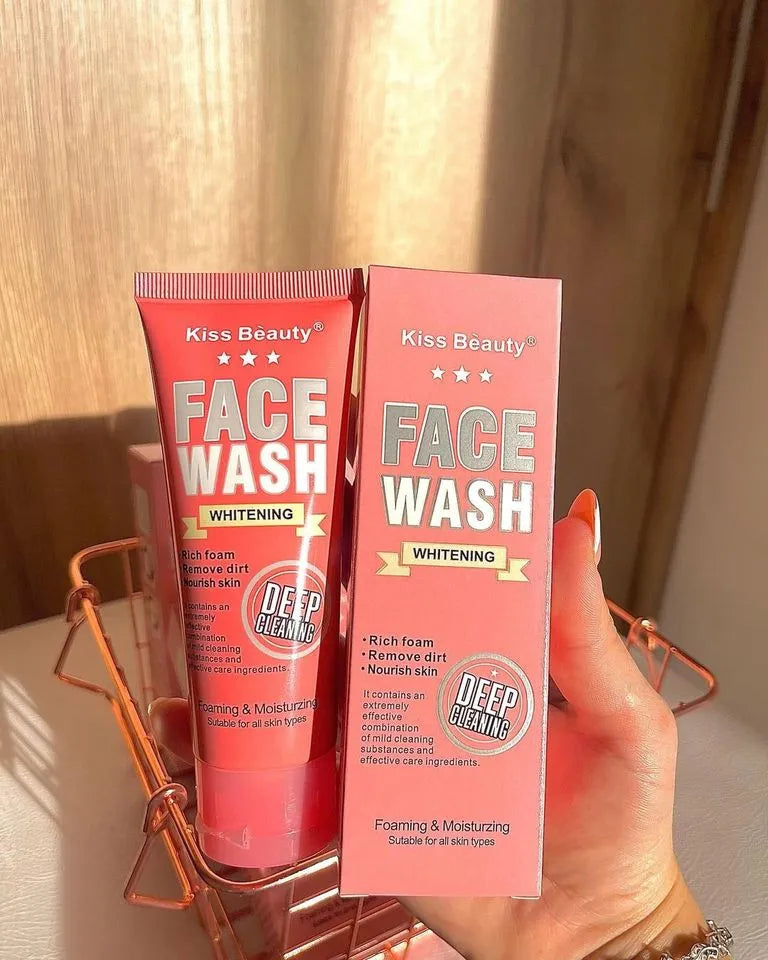 Kiss Bèauty®
FACE
WASH
WHITENING
Rich foam
Remove dirt
Nourish skin
contains an
extremely
effective
combination
of mild cleaning
substances and
effective care ingredients.
DEEP
CLEANING
Foaming & Moisturzing
Suitable for all skin types
Kiss Bèauty®
FACE
WASH
WHITENING
• Rich foam
• Remove dirt
• Nourish skin
It contains an
extremely
effective
combination
of mild cleaning
substances and
effective care ingredients.
DEEP
CLEANING
Foaming & Moisturzing
Suitable for all skin types